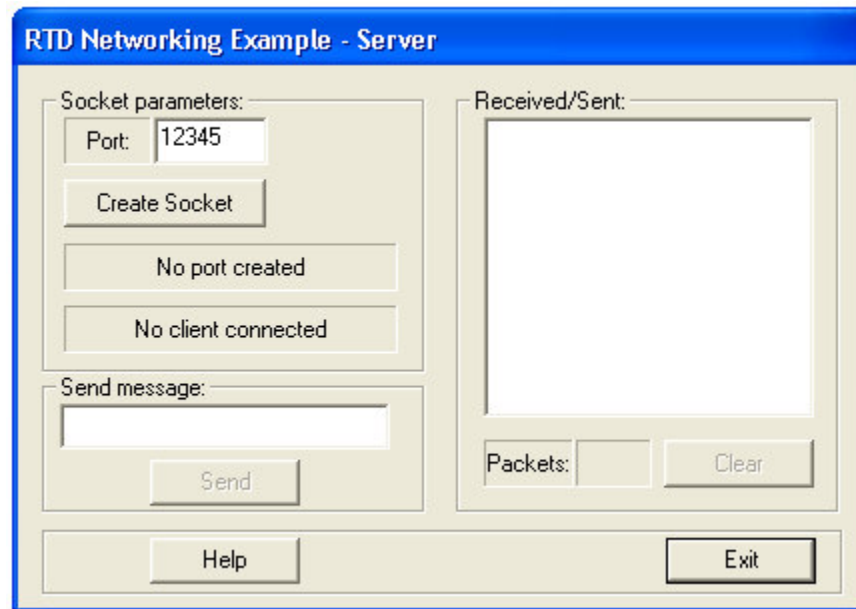 RTD Networking Example - Server
Socket parameters:
Port: 12345
Create Socket
No port created
No client connected
Send message:
Send
Received/Sent:
Packets:
Clear
Help
Exit